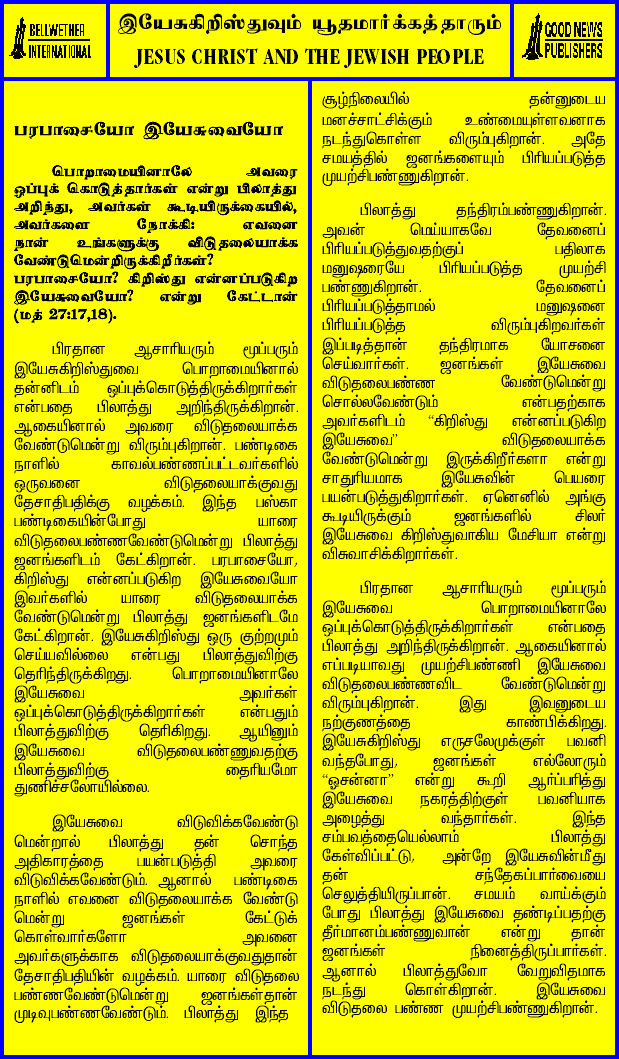 BELLWETHER
INTERNATIONAL
இயேசுகிறிஸ்துவும் யூதமார்க்கத்தாரும்
JESUS CHRIST AND THE JEWISH PEOPLE
GOOD NEWS
PUBLISHERS
பரபாசையோ இயேசுவையோ
பொறாமையினாலே அவரை
ஒப்புக் கொடுத்தார்கள் என்று பிலாத்து
அறிந்து, அவர்கள் கூடியிருக்கையில்,
அவர்களை நோக்கி: எவனை
நான் உங்களுக்கு விடுதலையாக்க
வேண்டுமென்றிருக்கிறீர்கள்?
பரபாசையோ? கிறிஸ்து என்னப்படுகிற
இயேசுவையோ? என்று கேட்டான்
(மத் 27:17,18).
பிரதான ஆசாரியரும் மூப்பரும்
இயேசுகிறிஸ்துவை பொறாமையினால்
தன்னிடம் ஒப்புக்கொடுத்திருக்கிறார்கள்
என்பதை பிலாத்து அறிந்திருக்கிறான்.
ஆகையினால் அவரை விடுதலையாக்க
வேண்டுமென்று விரும்புகிறான். பண்டிகை
நாளில் காவல்பண்ணப்பட்டவர்களில்
ஒருவனை விடுதலையாக்குவது
தேசாதிபதிக்கு வழக்கம். இந்த பஸ்கா
பண்டிகையின்போது யாரை
விடுதலைபண்ணவேண்டுமென்று பிலாத்து
ஜனங்களிடம் கேட்கிறான். பரபாசையோ,
கிறிஸ்து என்னப்படுகிற இயேசுவையோ
இவர்களில் யாரை விடுதலையாக்க
வேண்டுமென்று பிலாத்து ஜனங்களிடமே
கேட்கிறான். இயேசுகிறிஸ்து ஒரு குற்றமும்
செய்யவில்லை என்பது பிலாத்துவிற்கு
தெரிந்திருக்கிறது. பொறாமையினாலே
இயேசுவை அவர்கள்
ஒப்புக்கொடுத்திருக்கிறார்கள் என்பதும்
பிலாத்துவிற்கு தெரிகிறது. ஆயினும்
இயேசுவை விடுதலைபண்ணுவதற்கு
பிலாத்துவிற்கு தைரியமோ
துணிச்சலோயில்லை.
இயேசுவை விடுவிக்கவேண்டு
மென்றால் பிலாத்து தன் சொந்த
அதிகாரத்தை பயன்படுத்தி அவரை
விடுவிக்கவேண்டும். ஆனால் பண்டிகை
நாளில் எவனை விடுதலையாக்க வேண்டு
மென்று ஜனங்கள் கேட்டுக்
கொள்வார்களோ அவனை
அவர்களுக்காக விடுதலையாக்குவதுதான்
தேசாதிபதியின் வழக்கம். யாரை விடுதலை
பண்ணவேண்டுமென்று ஜனங்கள்தான்
முடிவுபண்ணவேண்டும். பிலாத்து இந்த
சூழ்நிலையில் தன்னுடைய
மனச்சாட்சிக்கும் உண்மையுள்ளவனாக
நடந்துகொள்ள விரும்புகிறான். அதே
சமயத்தில் ஜனங்களையும் பிரியப்படுத்த
முயற்சிபண்ணுகிறான்.
பிலாத்து தந்திரம்பண்ணுகிறான்.
அவன் மெய்யாகவே தேவனைப்
பிரியப்படுத்துவதற்குப் பதிலாக
மனுஷரையே பிரியப்படுத்த முயற்சி
பண்ணுகிறான். தேவனைப்
பிரியப்படுத்தாமல் மனுஷனை
பிரியப்படுத்த விரும்புகிறவர்கள்
இப்படித்தான் தந்திரமாக யோசனை
செய்வார்கள். ஜனங்கள் இயேசுவை
விடுதலைபண்ண வேண்டுமென்று
சொல்லவேண்டும் என்பதற்காக
அவர்களிடம் “கிறிஸ்து என்னப்படுகிற
இயேசுவை” விடுதலையாக்க
வேண்டுமென்று இருக்கிறீர்களா என்று
சாதுரியமாக இயேசுவின் பெயரை
பயன்படுத்துகிறார்கள். ஏனெனில் அங்கு
கூடியிருக்கும் ஜனங்களில் சிலர்
இயேசுவை கிறிஸ்துவாகிய மேசியா என்று
விசுவாசிக்கிறார்கள்.
பிரதான ஆசாரியரும் மூப்பரும்
இயேசுவை பொறாமையினாலே
ஒப்புக்கொடுத்திருக்கிறார்கள் என்பதை
பிலாத்து அறிந்திருக்கிறான். ஆகையினால்
எப்படியாவது முயற்சிபண்ணி இயேசுவை
விடுதலைபண்ணவிட வேண்டுமென்று
விரும்புகிறான். இது இவனுடைய
நற்குணத்தை காண்பிக்கிறது.
இயேசுகிறிஸ்து எருசலேமுக்குள் பவனி
வந்தபோது, ஜனங்கள் எல்லோரும்
“ஓசன்னா” என்று கூறி ஆர்ப்பரித்து
இயேசுவை நகரத்திற்குள் பவனியாக
அழைத்து வந்தார்கள். இந்த
சம்பவத்தையெல்லாம் பிலாத்து
கேள்விப்பட்டு, அன்றே இயேசுவின்மீது
தன் சந்தேகப்பார்வையை
செலுத்தியிருப்பான். சமயம் வாய்க்கும்
போது பிலாத்து இயேசுவை தண்டிப்பதற்கு
தீர்மானம்பண்ணுவான் என்று தான்
ஜனங்கள் நினைத்திருப்பார்கள்.
ஆனால் பிலாத்துவோ வேறுவிதமாக
நடந்து கொள்கிறான். இயேசுவை
விடுதலை பண்ண முயற்சிபண்ணுகிறான்.